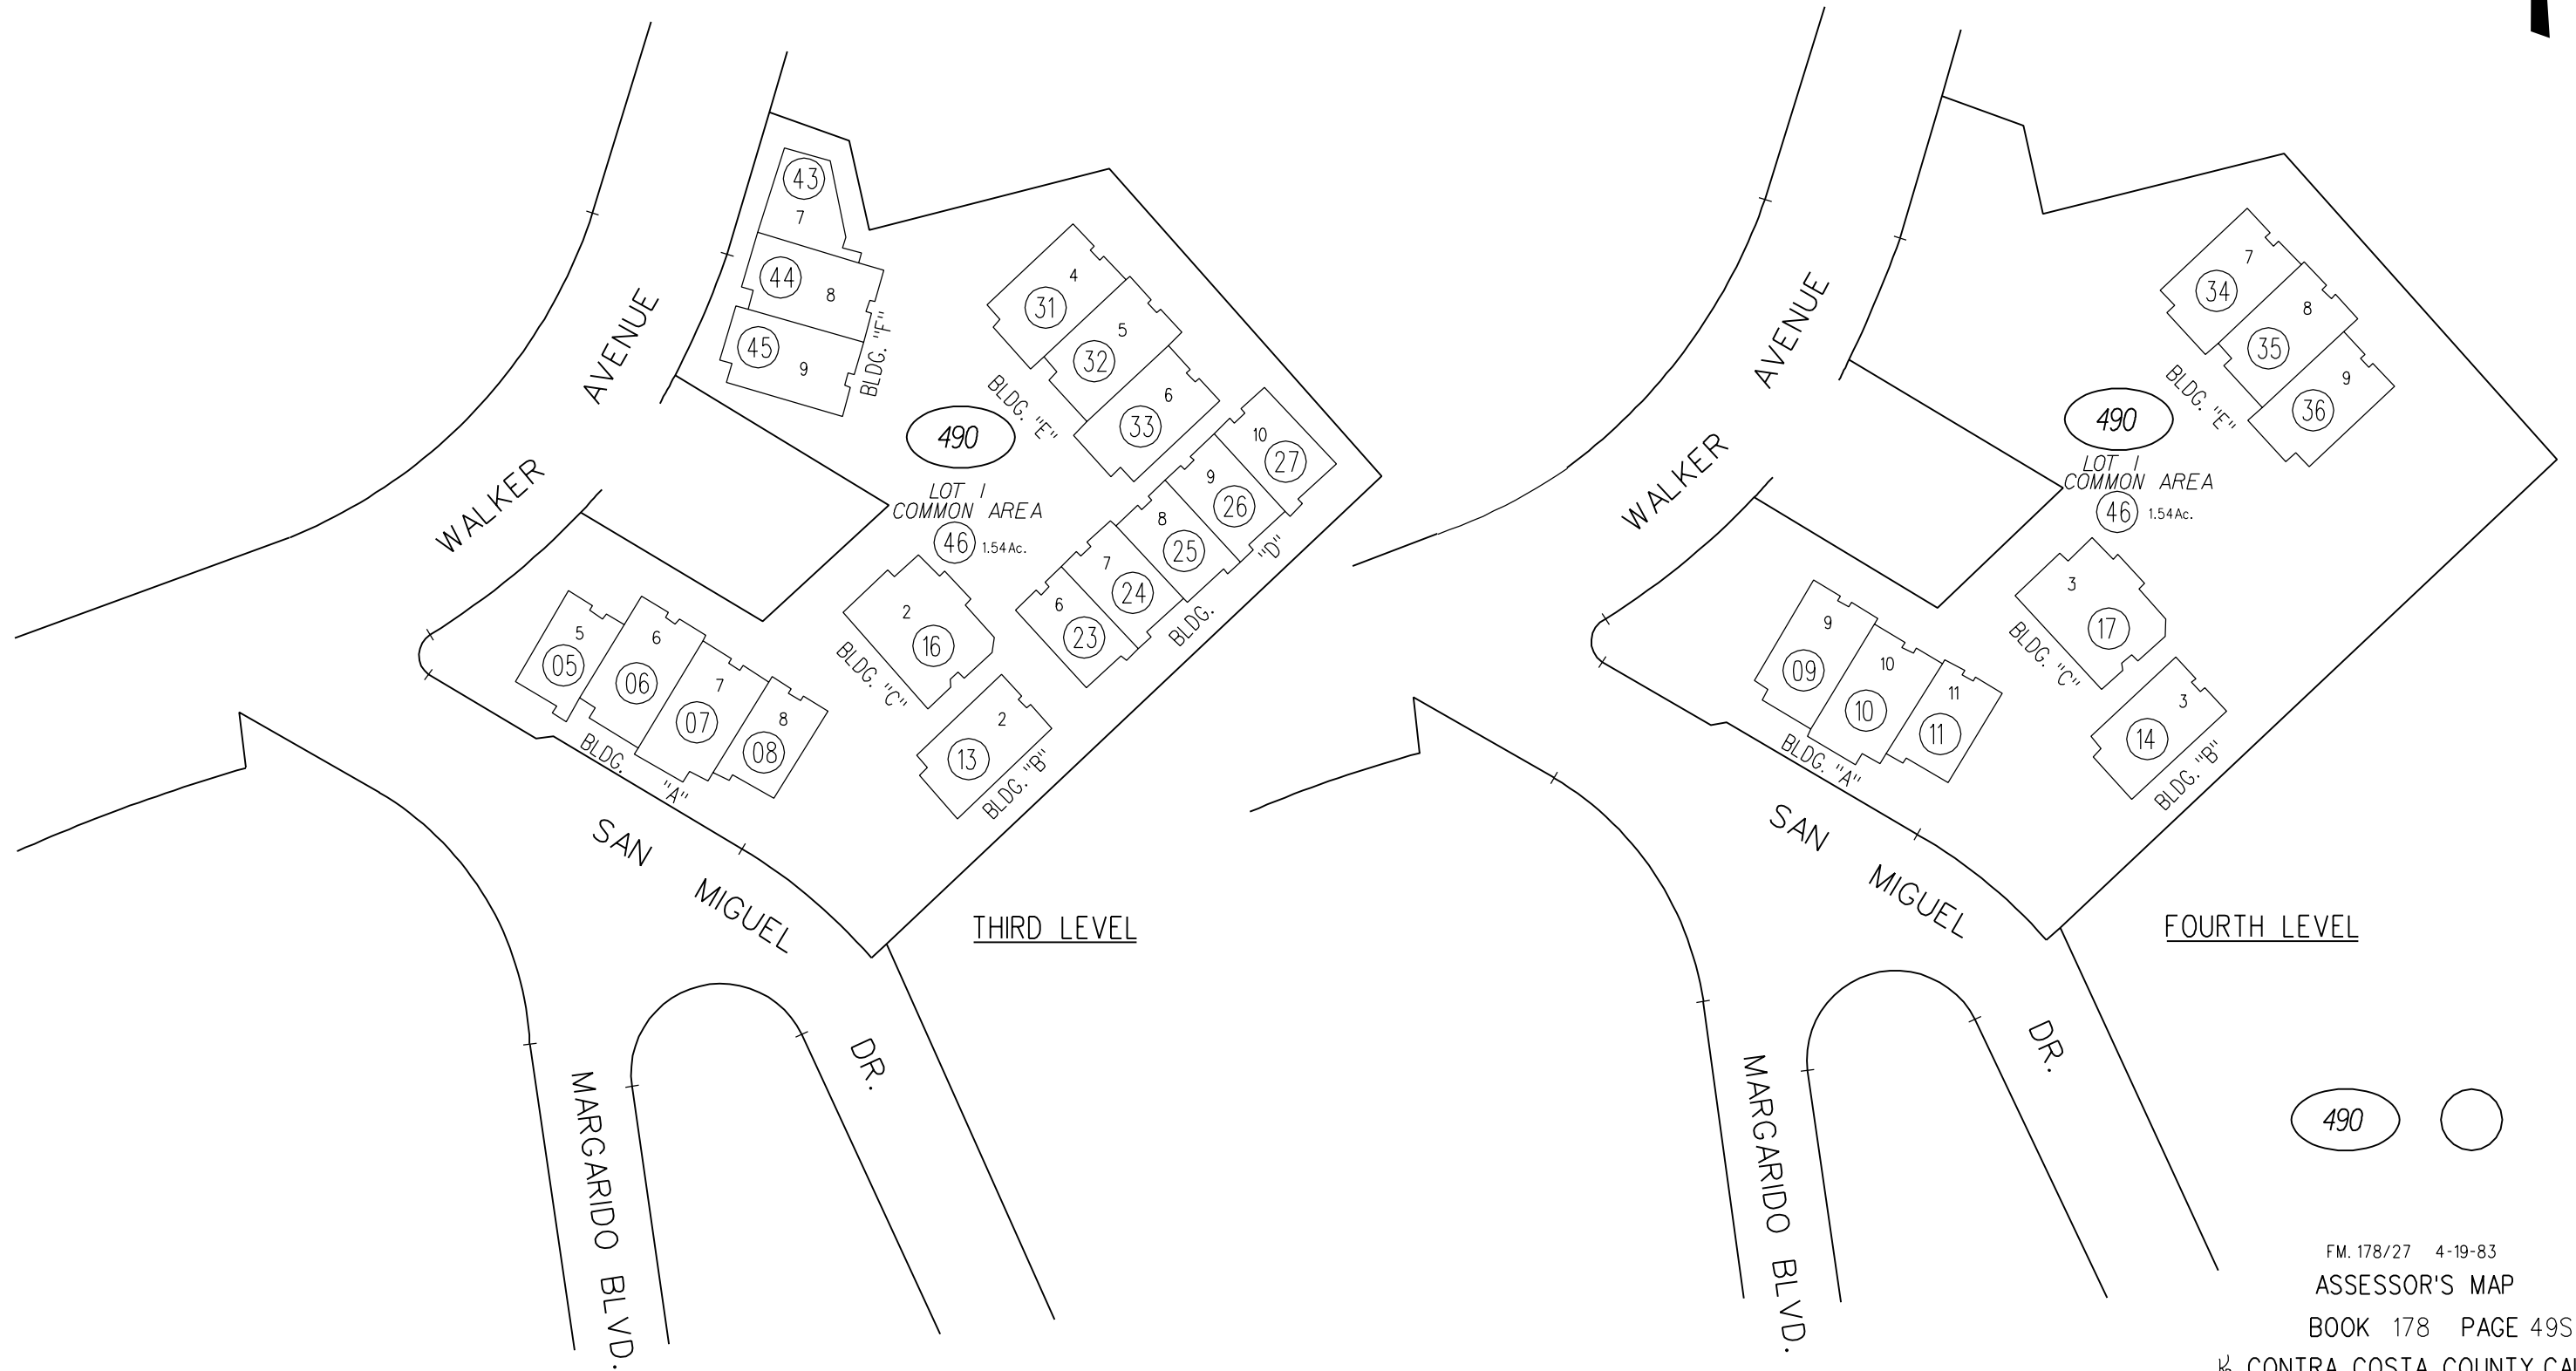 43
7
44
8
45
9
BLDG. "F"
WALKER AVENUE
31
4
32
5
33
6
BLDG. "E"
490
LOT 1
COMMON AREA
46 1.54Ac.
10
27
9
26
8
25
7
24
6
23
BLDG. "D"
2
16
BLDG. "C"
2
13
BLDG. "B"
5
05
6
06
7
07
8
08
BLDG. "A"
SAN MIGUEL DR.
MARGARIDO BLVD.
THIRD LEVEL
WALKER AVENUE
7
34
8
35
9
36
BLDG. "E"
490
LOT 1
COMMON AREA
46 1.54Ac.
3
17
BLDG. "C"
3
14
BLDG. "B"
9
09
10
10
11
11
BLDG. "A"
SAN MIGUEL DR.
MARGARIDO BLVD.
FOURTH LEVEL
490
FM. 178/27 4-19-83
ASSESSOR'S MAP
BOOK 178 PAGE 49S
CONTRA COSTA COUNTY, CAL